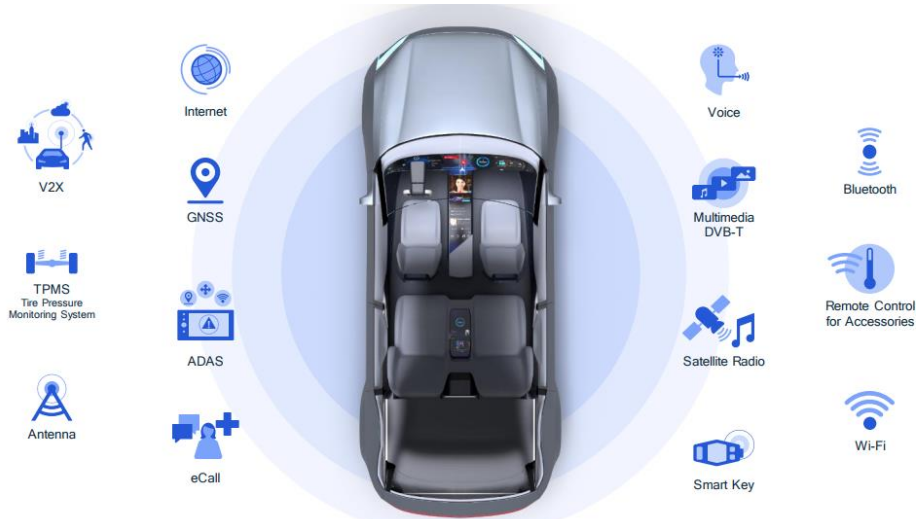 Internet
Voice
V2X
GNSS
Multimedia
DVB-T
Bluetooth
TPMS
Tire Pressure
Monitoring System
ADAS
Satellite Radio
Remote Control
for Accessories
Antenna
eCall
Smart Key
Wi-Fi